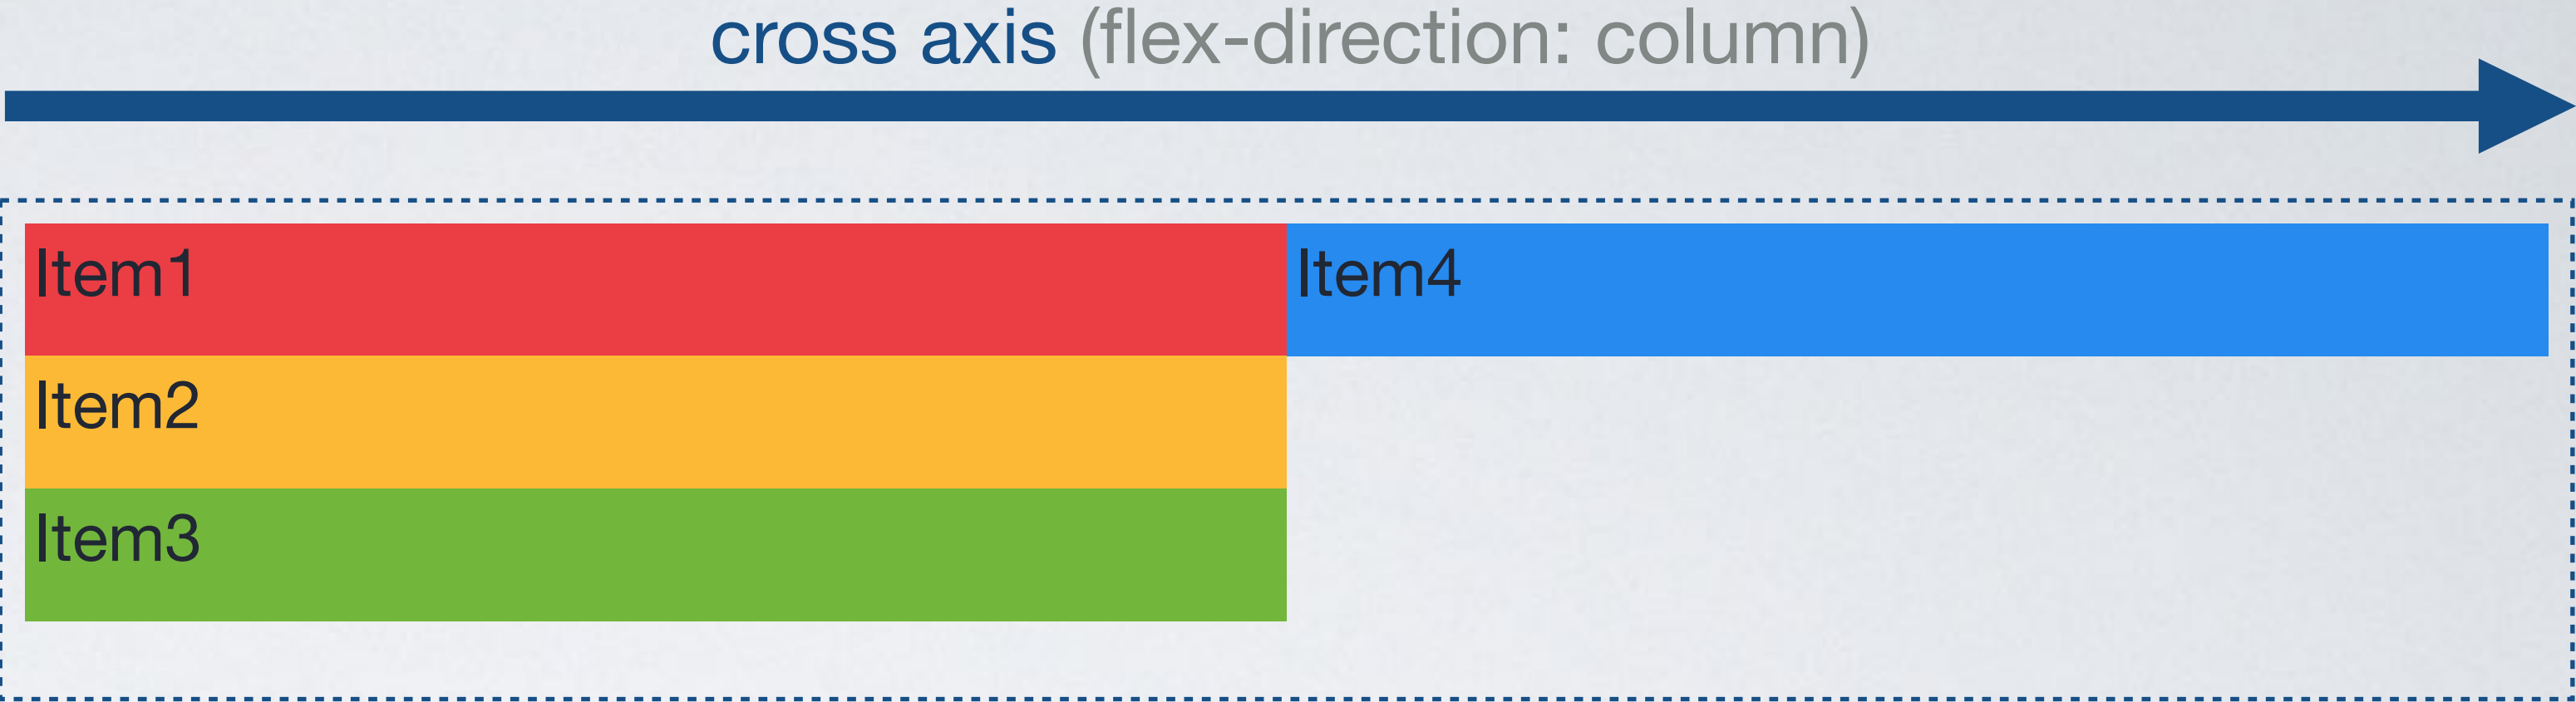 cross axis (flex-direction: column)
Item1
Item4
Item2
Item3